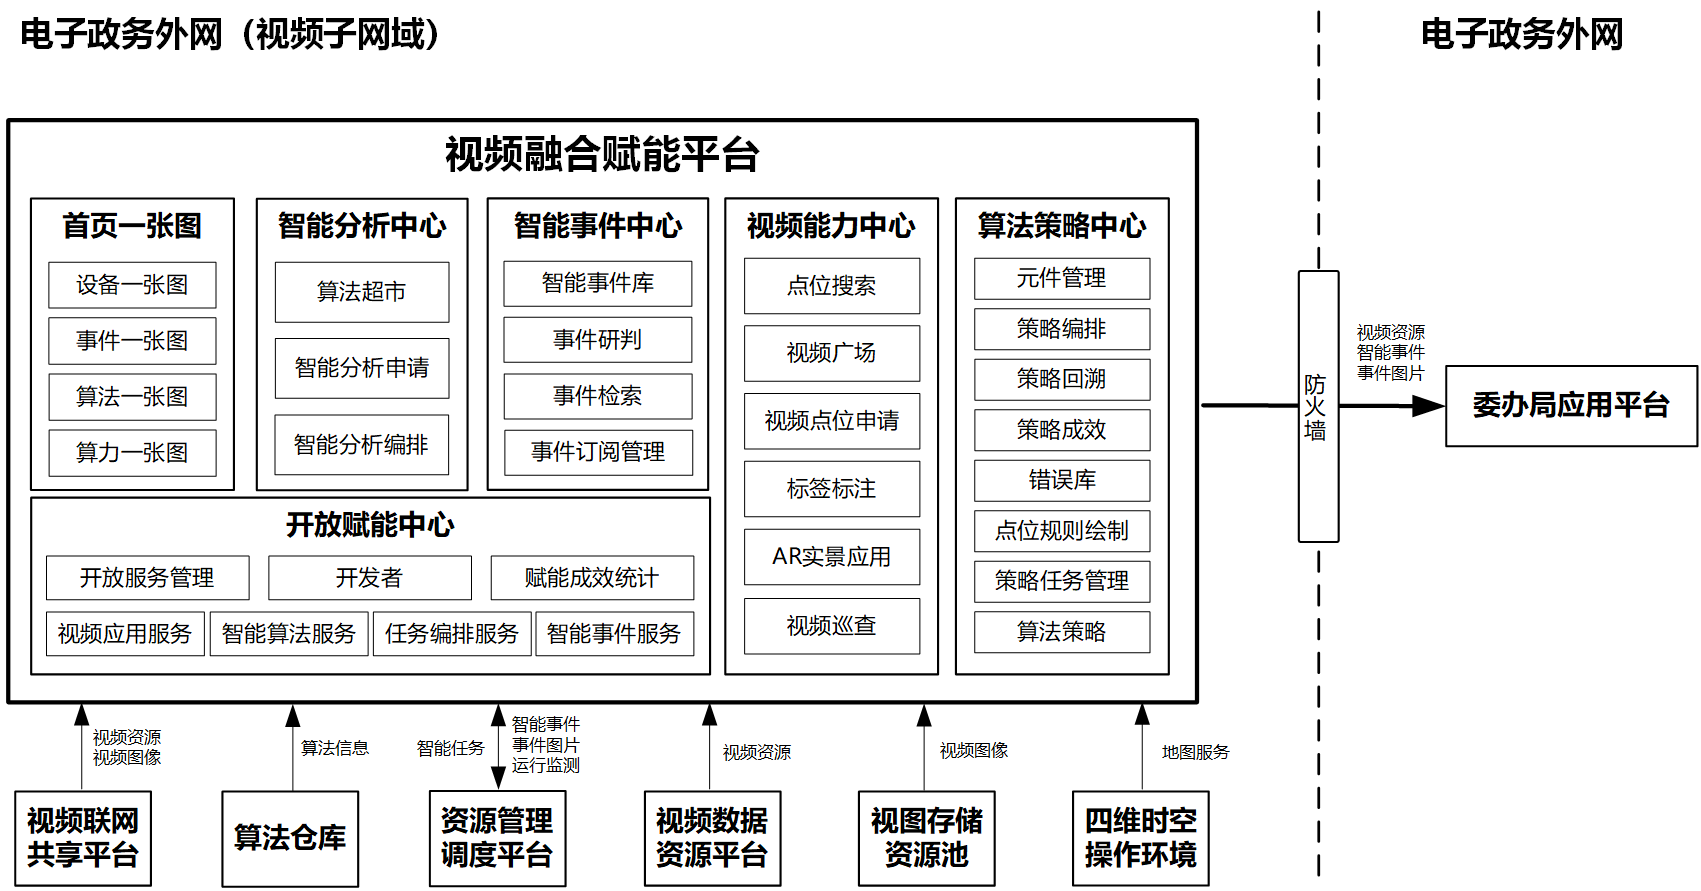 电子政务外网（视频子网域）
电子政务外网
视频融合赋能平台
首页一张图
设备一张图
事件一张图
算法一张图
算力一张图
智能分析中心
算法超市
智能分析申请
智能分析编排
智能事件中心
智能事件库
事件研判
事件检索
事件订阅管理
视频能力中心
点位搜索
视频广场
视频点位申请
标签标注
AR实景应用
视频巡查
算法策略中心
元件管理
策略编排
策略回溯
策略成效
错误库
点位规则绘制
策略任务管理
算法策略
开放赋能中心
开放服务管理
开发者
赋能成效统计
视频应用服务
智能算法服务
任务编排服务
智能事件服务
防火墙
视频资源
智能事件
事件图片
委办局应用平台
视频资源
视频图像
算法信息
智能任务
智能事件
事件图片
运行监测
视频资源
视频图像
地图服务
视频联网
共享平台
算法仓库
资源管理
调度平台
视频数据
资源平台
视图存储
资源池
四维时空
操作环境